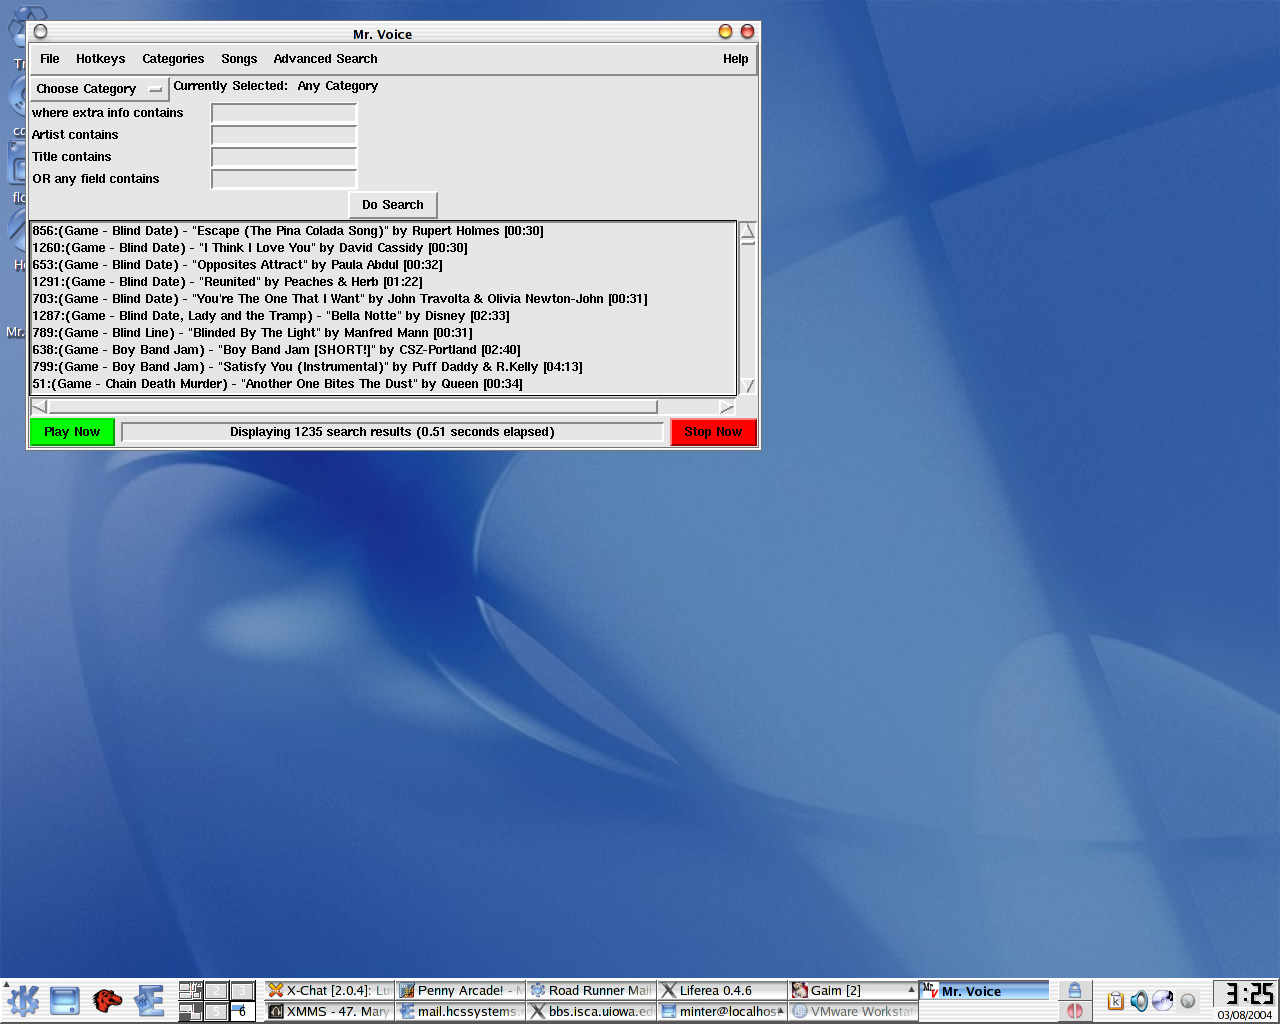 Mr. Voice
File Hotkeys Categories Songs Advanced Search Help
Choose Category Currently Selected: Any Category
where extra info contains
Artist contains
Title contains
OR any field contains
Do Search
856:(Game - Blind Date) - "Escape (The Pina Colada Song)" by Rupert Holmes [00:30]
1260:(Game - Blind Date) - "I Think I Love You" by David Cassidy [00:30]
653:(Game - Blind Date) - "Opposites Attract" by Paula Abdul [00:32]
1291:(Game - Blind Date) - "Reunited" by Peaches & Herb [01:22]
703:(Game - Blind Date) - "You're The One That I Want" by John Travolta & Olivia Newton-John [00:31]
1287:(Game - Blind Date, Lady and the Tramp) - "Bella Notte" by Disney [02:33]
789:(Game - Blind Line) - "Blinded By The Light" by Manfred Mann [00:31]
638:(Game - Boy Band Jam) - "Boy Band Jam [SHORT!]" by CSZ-Portland [02:40]
799:(Game - Boy Band Jam) - "Satisfy You (Instrumental)" by Puff Daddy & R.Kelly [04:13]
51:(Game - Chain Death Murder) - "Another One Bites The Dust" by Queen [00:34]
Play Now Displaying 1235 search results (0.51 seconds elapsed) Stop Now
Mr.
2 3
5 6
X-Chat [2.0.4]: Penny Arcade! - Road Runner Mail Liferea 0.4.6 Gaim [2] Mr. Voice
XMMS - 47. Mary mail.hcssystems. bbs.isca.uiowa.ed minter@localhos VMware Workstat
3:25
03/08/2004